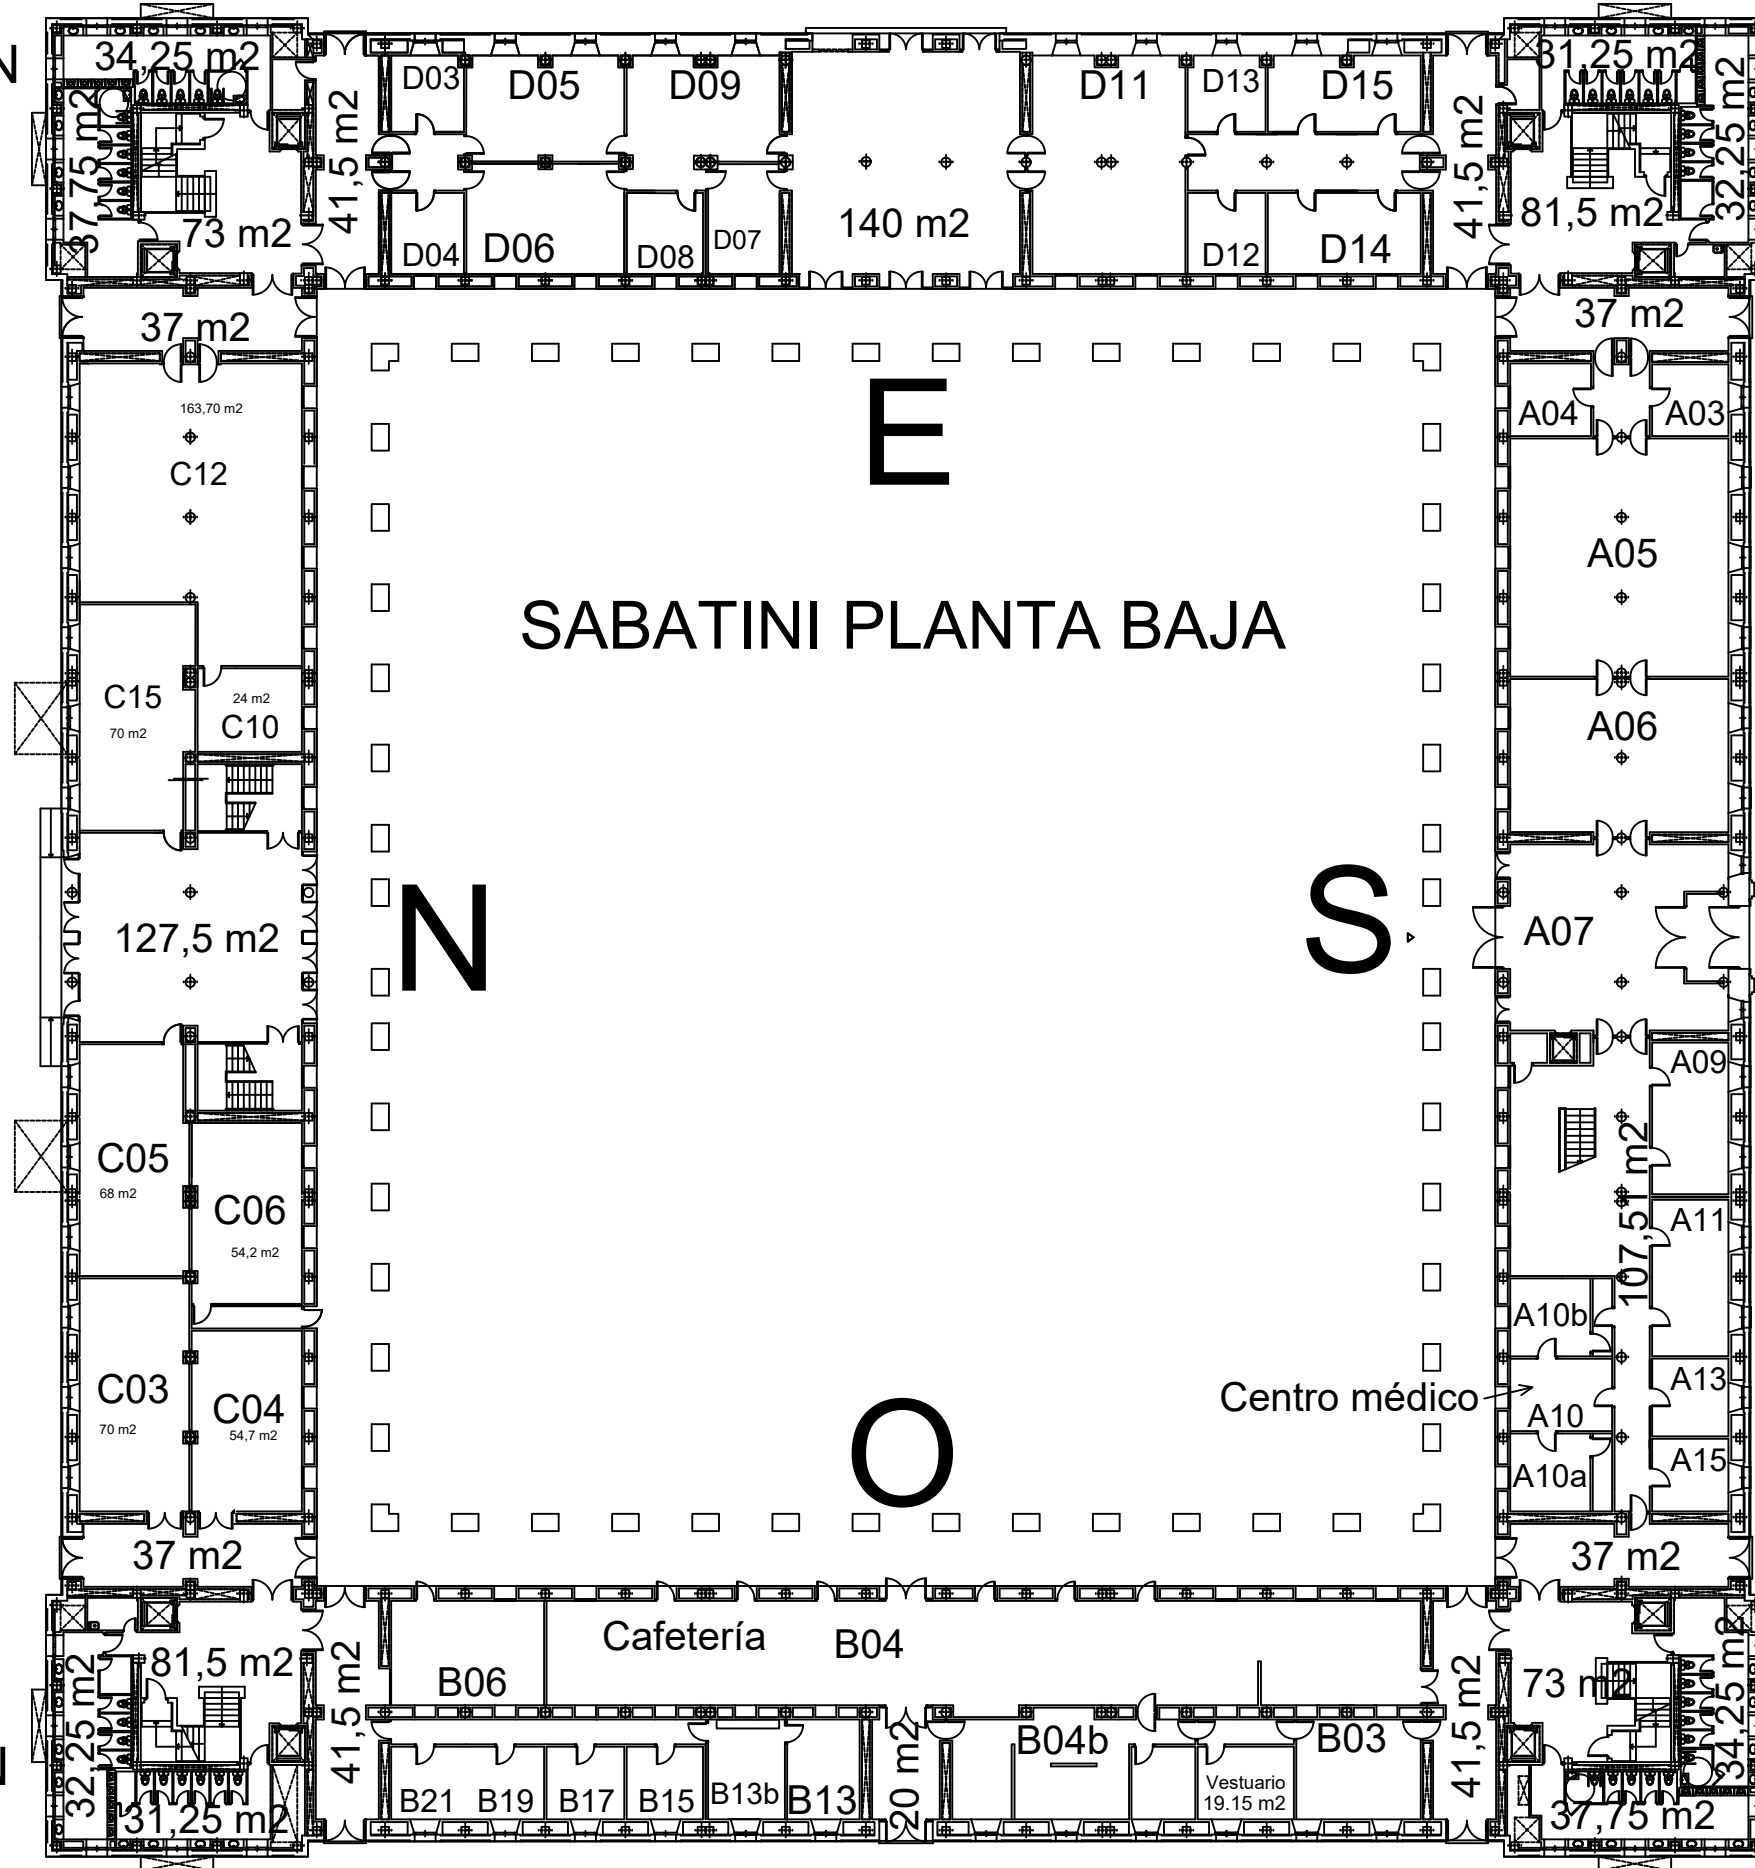 N
34,25 m2
37,75 m2
73 m2
41,5 m2
D03
D05
D09
D11
D13
D15
D04
D06
D08
D07
140 m2
D12
D14
41,5 m2
31,25 m2
32,25 m2
81,5 m2
37 m2
37 m2
163,70 m2
C12
E
A04
A03
A05
SABATINI PLANTA BAJA
C15
70 m2
24 m2
C10
A06
127,5 m2
N
S
A07
A09
107,5 m2
C05
68 m2
C06
54,2 m2
A11
A10b
C03
70 m2
C04
54,7 m2
O
Centro médico
A10
A13
A10a
A15
37 m2
37 m2
81,5 m2
32,25 m2
31,25 m2
41,5 m2
Cafetería
B04
B06
B21
B19
B17
B15
B13b
B13
20 m2
B04b
Vestuario
19.15 m2
B03
41,5 m2
73 m2
34,25 m2
37,75 m2
N